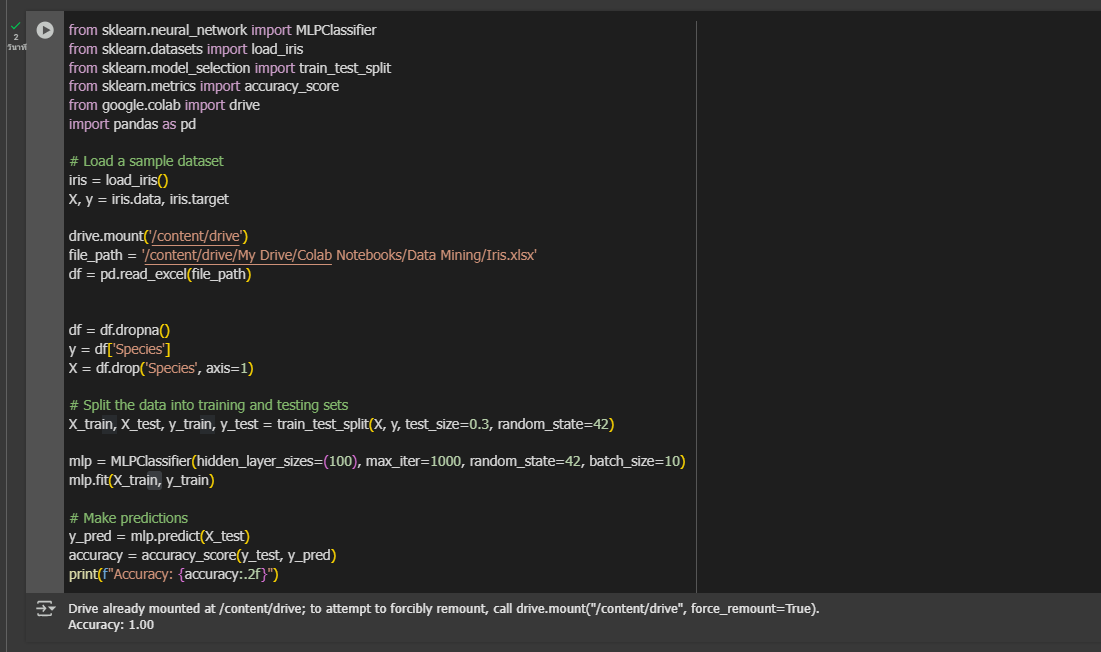 2
วินาที
from sklearn.neural_network import MLPClassifier
from sklearn.datasets import load_iris
from sklearn.model_selection import train_test_split
from sklearn.metrics import accuracy_score
from google.colab import drive
import pandas as pd
# Load a sample dataset
iris = load_iris()
X, y = iris.data, iris.target
drive.mount('/content/drive')
file_path = '/content/drive/My Drive/Colab Notebooks/Data Mining/Iris.xlsx'
df = pd.read_excel(file_path)
df = df.dropna()
y = df['Species']
X = df.drop('Species', axis=1)
# Split the data into training and testing sets
X_train, X_test, y_train, y_test = train_test_split(X, y, test_size=0.3, random_state=42)
mlp = MLPClassifier(hidden_layer_sizes=(100), max_iter=1000, random_state=42, batch_size=10)
mlp.fit(X_train, y_train)
# Make predictions
y_pred = mlp.predict(X_test)
accuracy = accuracy_score(y_test, y_pred)
print(f"Accuracy: {accuracy:.2f}")
Drive already mounted at /content/drive; to attempt to forcibly remount, call drive.mount("/content/drive", force_remount=True).
Accuracy: 1.00